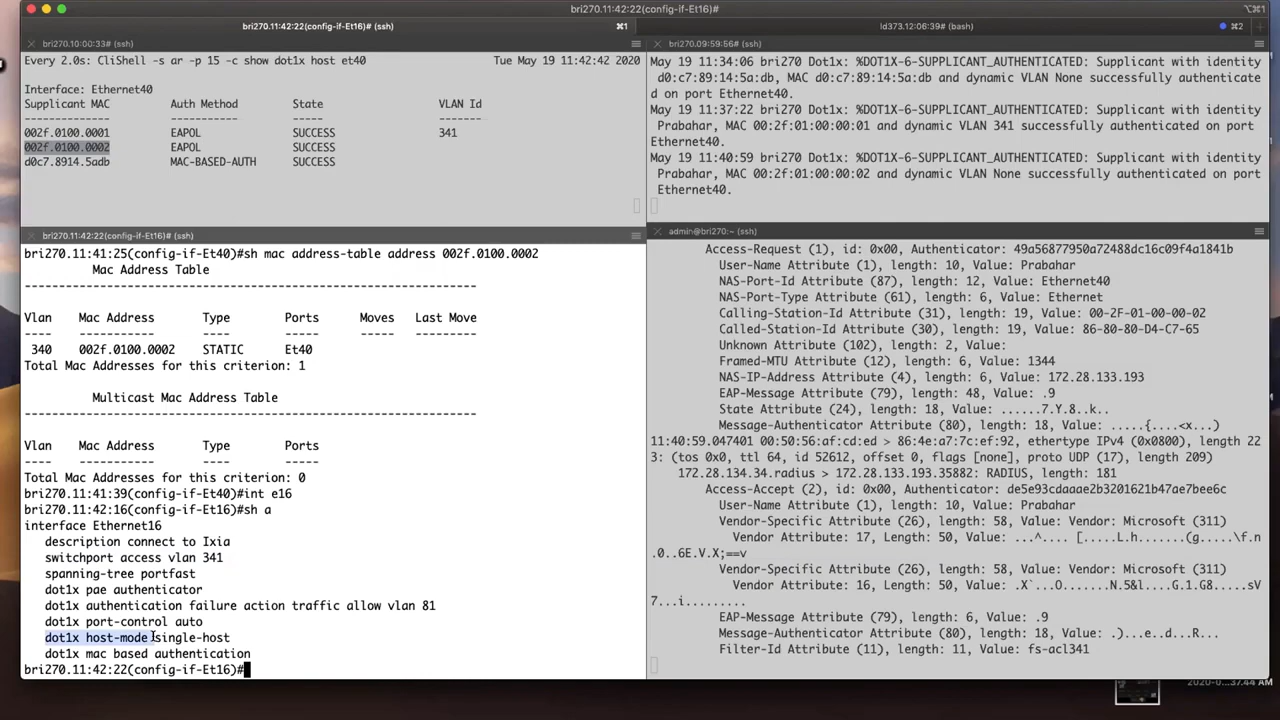 bri270.11:42:22(config-if-Et16)#
⌥⌘1
bri270.11:42:22(config-if-Et16)# (ssh)
⌘1
ld373.12:06:39# (bash)
⌘2
bri270.10:00:33# (ssh)
Every 2.0s: CliShell -s ar -p 15 -c show dot1x host et40
Tue May 19 11:42:42 2020
Interface: Ethernet40
Supplicant MAC Auth Method State VLAN Id
-------------- ----------- ----- -------
002f.0100.0001 EAPOL SUCCESS 341
002f.0100.0002 EAPOL SUCCESS
d0c7.8914.5adb MAC-BASED-AUTH SUCCESS
bri270.09:59:56# (ssh)
May 19 11:34:06 bri270 Dot1x: %DOT1X-6-SUPPLICANT_AUTHENTICATED: Supplicant with identity
d0:c7:89:14:5a:db, MAC d0:c7:89:14:5a:db and dynamic VLAN None successfully authenticate
d on port Ethernet40.
May 19 11:37:22 bri270 Dot1x: %DOT1X-6-SUPPLICANT_AUTHENTICATED: Supplicant with identity
Prabahar, MAC 00:2f:01:00:00:01 and dynamic VLAN 341 successfully authenticated on port
Ethernet40.
May 19 11:40:59 bri270 Dot1x: %DOT1X-6-SUPPLICANT_AUTHENTICATED: Supplicant with identity
Prabahar, MAC 00:2f:01:00:00:02 and dynamic VLAN None successfully authenticated on port
Ethernet40.
bri270.11:42:22(config-if-Et16)# (ssh)
bri270.11:41:25(config-if-Et40)#sh mac address-table address 002f.0100.0002
Mac Address Table
------------------------------------------------------------------
Vlan Mac Address Type Ports Moves Last Move
---- ----------- ---- ----- ----- ---------
340 002f.0100.0002 STATIC Et40
Total Mac Addresses for this criterion: 1
Multicast Mac Address Table
------------------------------------------------------------------
Vlan Mac Address Type Ports
---- ----------- ---- -----
Total Mac Addresses for this criterion: 0
bri270.11:41:39(config-if-Et40)#int e16
bri270.11:42:16(config-if-Et16)#sh a
interface Ethernet16
description connect to Ixia
switchport access vlan 341
spanning-tree portfast
dot1x pae authenticator
dot1x authentication failure action traffic allow vlan 81
dot1x port-control auto
dot1x host-mode single-host
dot1x mac based authentication
bri270.11:42:22(config-if-Et16)#
admin@bri270:~ (ssh)
Access-Request (1), id: 0x00, Authenticator: 49a56877950a72488dc16c09f4a1841b
User-Name Attribute (1), length: 10, Value: Prabahar
NAS-Port-Id Attribute (87), length: 12, Value: Ethernet40
NAS-Port-Type Attribute (61), length: 6, Value: Ethernet
Calling-Station-Id Attribute (31), length: 19, Value: 00-2F-01-00-00-02
Called-Station-Id Attribute (30), length: 19, Value: 86-80-80-D4-C7-65
Unknown Attribute (102), length: 2, Value:
Framed-MTU Attribute (12), length: 6, Value: 1344
NAS-IP-Address Attribute (4), length: 6, Value: 172.28.133.193
EAP-Message Attribute (79), length: 48, Value: .9
State Attribute (24), length: 18, Value: ......7.Y.8..k..
Message-Authenticator Attribute (80), length: 18, Value: .....{....<x...)
11:40:59.047401 00:50:56:af:cd:ed > 86:4e:a7:7c:ef:92, ethertype IPv4 (0x0800), length 22
3: (tos 0x0, ttl 64, id 52612, offset 0, flags [none], proto UDP (17), length 209)
172.28.134.34.radius > 172.28.133.193.35882: RADIUS, length: 181
Access-Accept (2), id: 0x00, Authenticator: de5e93cdaaae2b3201621b47ae7bee6c
User-Name Attribute (1), length: 10, Value: Prabahar
Vendor-Specific Attribute (26), length: 58, Value: Vendor: Microsoft (311)
Vendor Attribute: 17, Length: 50, Value: ...^.... [.....L.h.......(g.....\f.n
.0..6E.V.X;==v
Vendor-Specific Attribute (26), length: 58, Value: Vendor: Microsoft (311)
Vendor Attribute: 16, Length: 50, Value: .X`...O.......N.5&l....G.1.G8....sV
7...i.........
EAP-Message Attribute (79), length: 6, Value: .9
Message-Authenticator Attribute (80), length: 18, Value: .)...e..d...R...
Filter-Id Attribute (11), length: 11, Value: fs-acl341